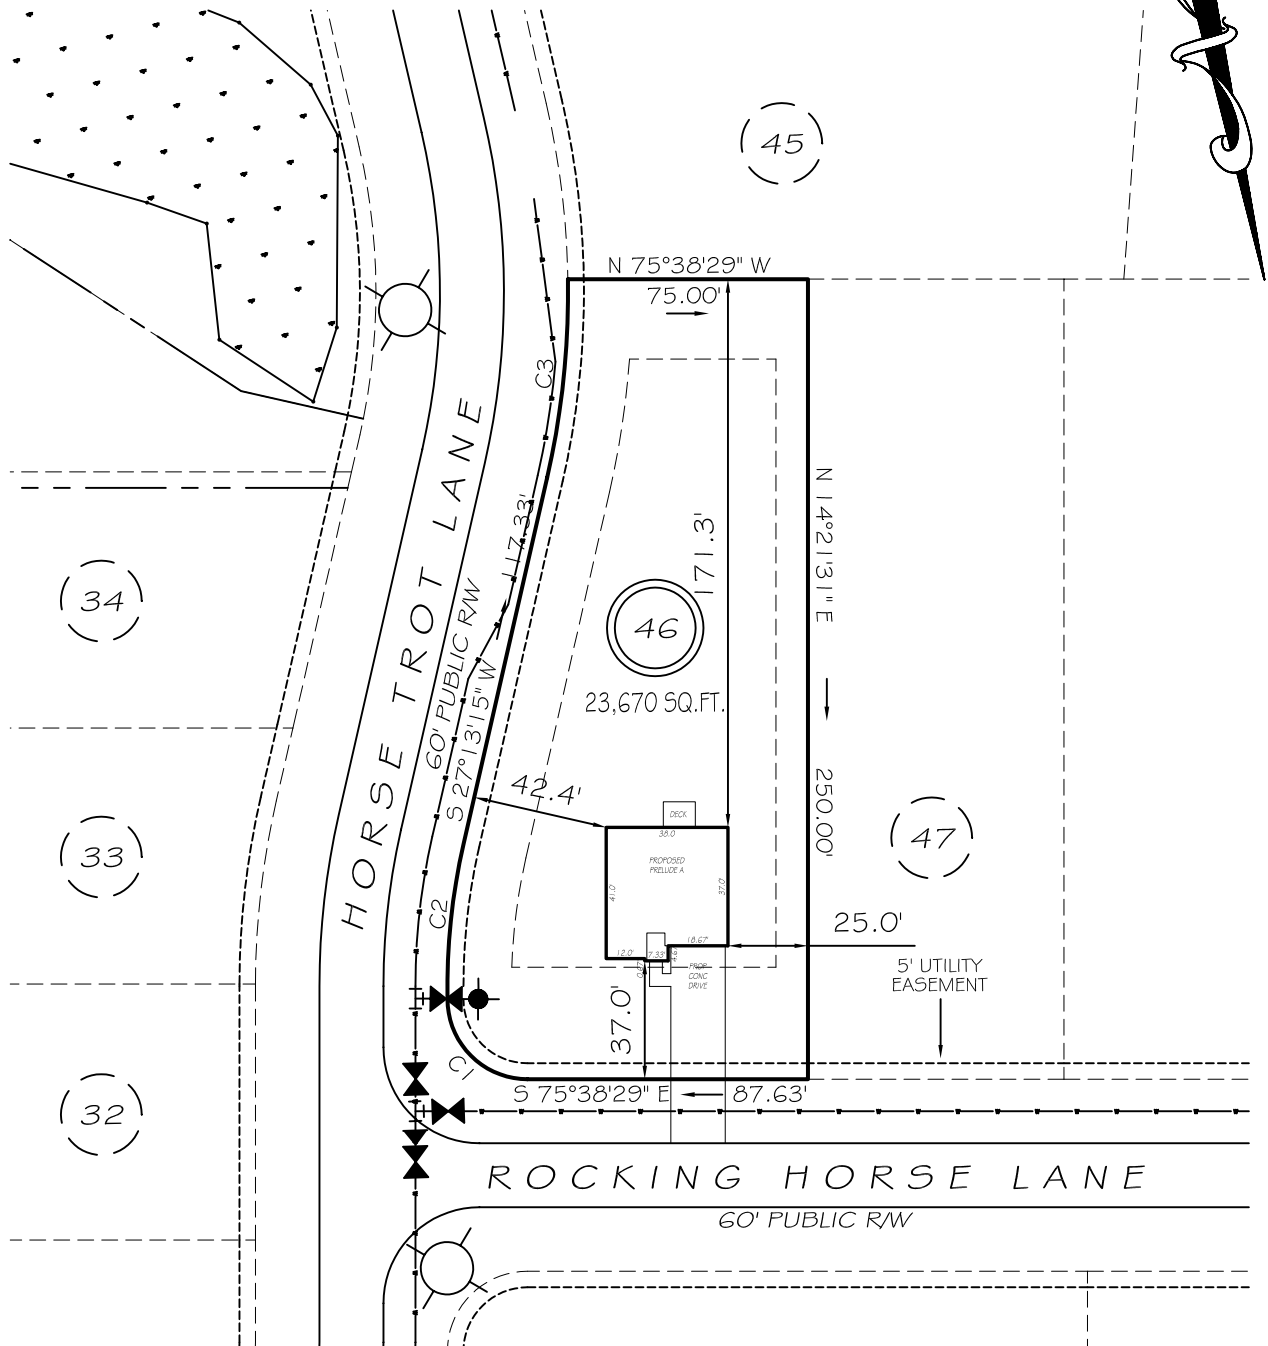 45
N 75°38'29" W
75.00'
C3
N 14°21'31" E
250.00'
171.3'
117.33'
S 27°13'15" W
HORSE TROT LANE
60' PUBLIC R/W
34
46
23,670 SQ.FT.
42.4'
DECK
38.0
PROPOSED
PRELUDE A
41.0'
37.0'
33
47
C2
18.67'
12.0'
7.33'
25.0'
PROP
CONC
DRIVE
5' UTILITY
EASEMENT
37.0'
C1
S 75°38'29" E
87.63'
32
ROCKING HORSE LANE
60' PUBLIC R/W